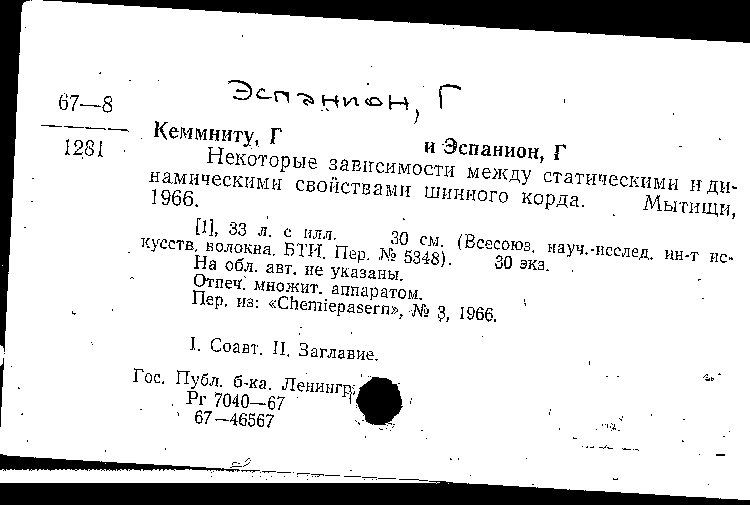 Эспанион, Г
67—8
1281
Кеммниту, Г и Эспанион, Г
Некоторые зависимости между статическими и ди-
намическими свойствами шинного корда. Мытищи,
1966.
[1], 33 л. с илл. 30 см. (Всесоюз. науч.-исслед. ин-т ис-
кусств. волокна. БТИ. Пер. № 5348). 30 экз.
На обл. авт. не указаны.
Отпеч. множит. аппаратом.
Пер. из: «Chemiepasern», № 3, 1966.
I. Соавт. II. Заглавие.
Гос. Публ. б-ка. Ленингр.
Рг 7040—67
67—46567